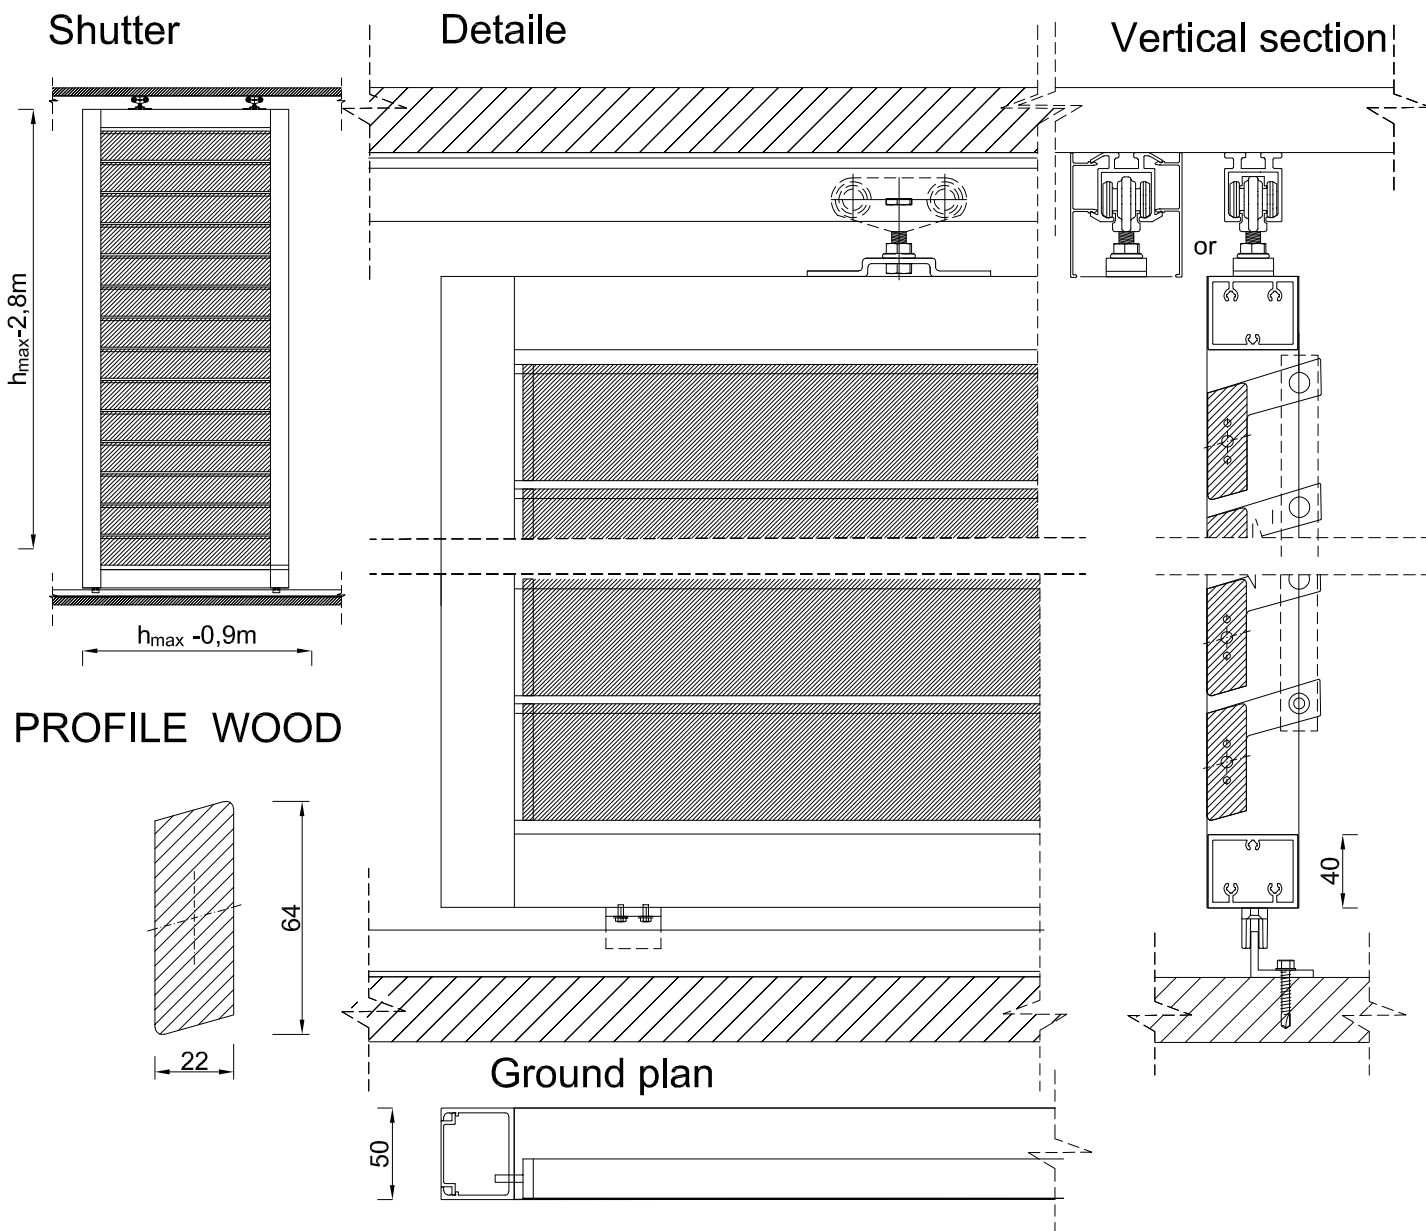 Shutter
Detaile
Vertical section
or
hmax-2,8m
hmax -0,9m
PROFILE WOOD
64
22
40
Ground plan
50